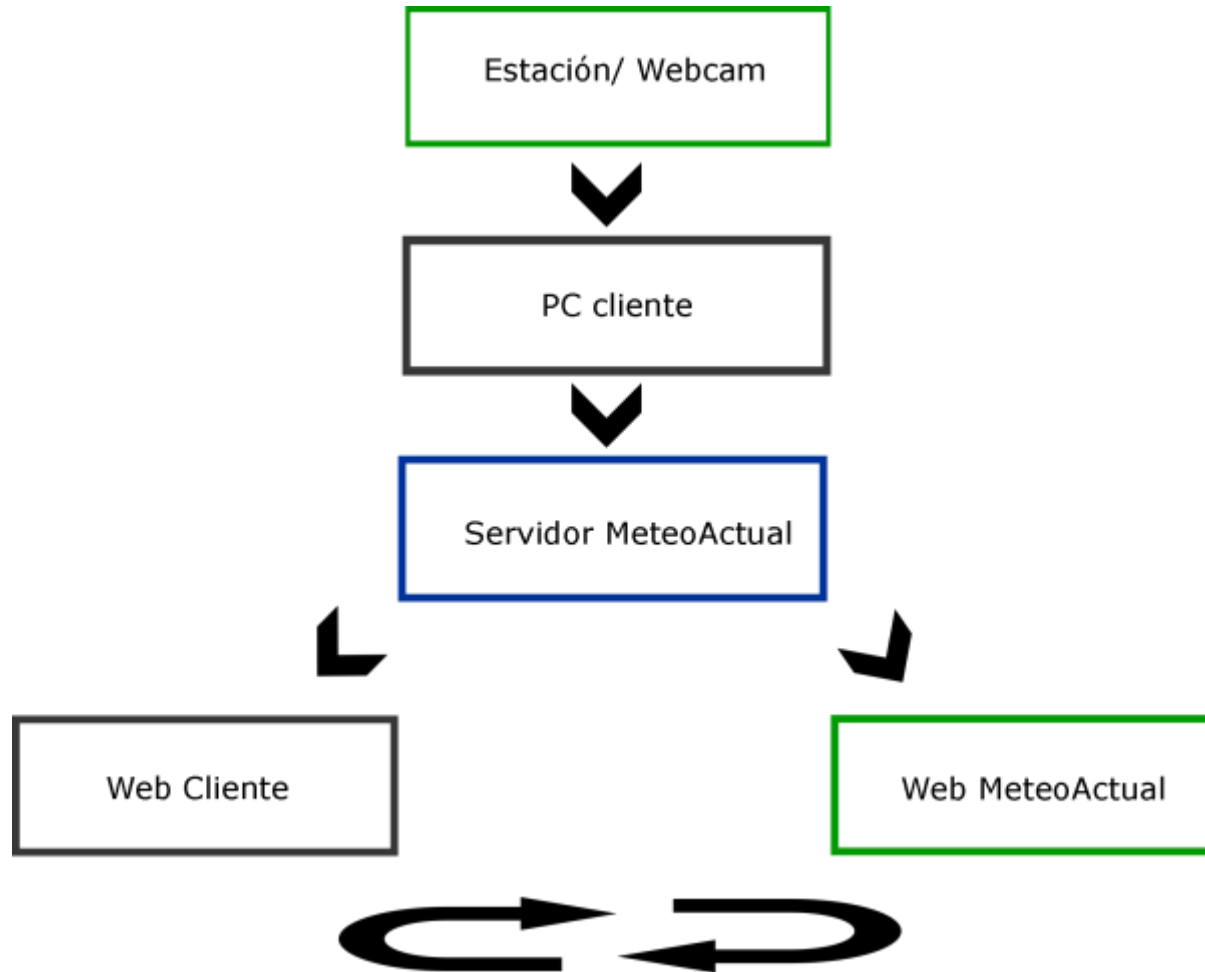 Estación/ Webcam
PC cliente
Servidor MeteoActual
Web Cliente
Web MeteoActual